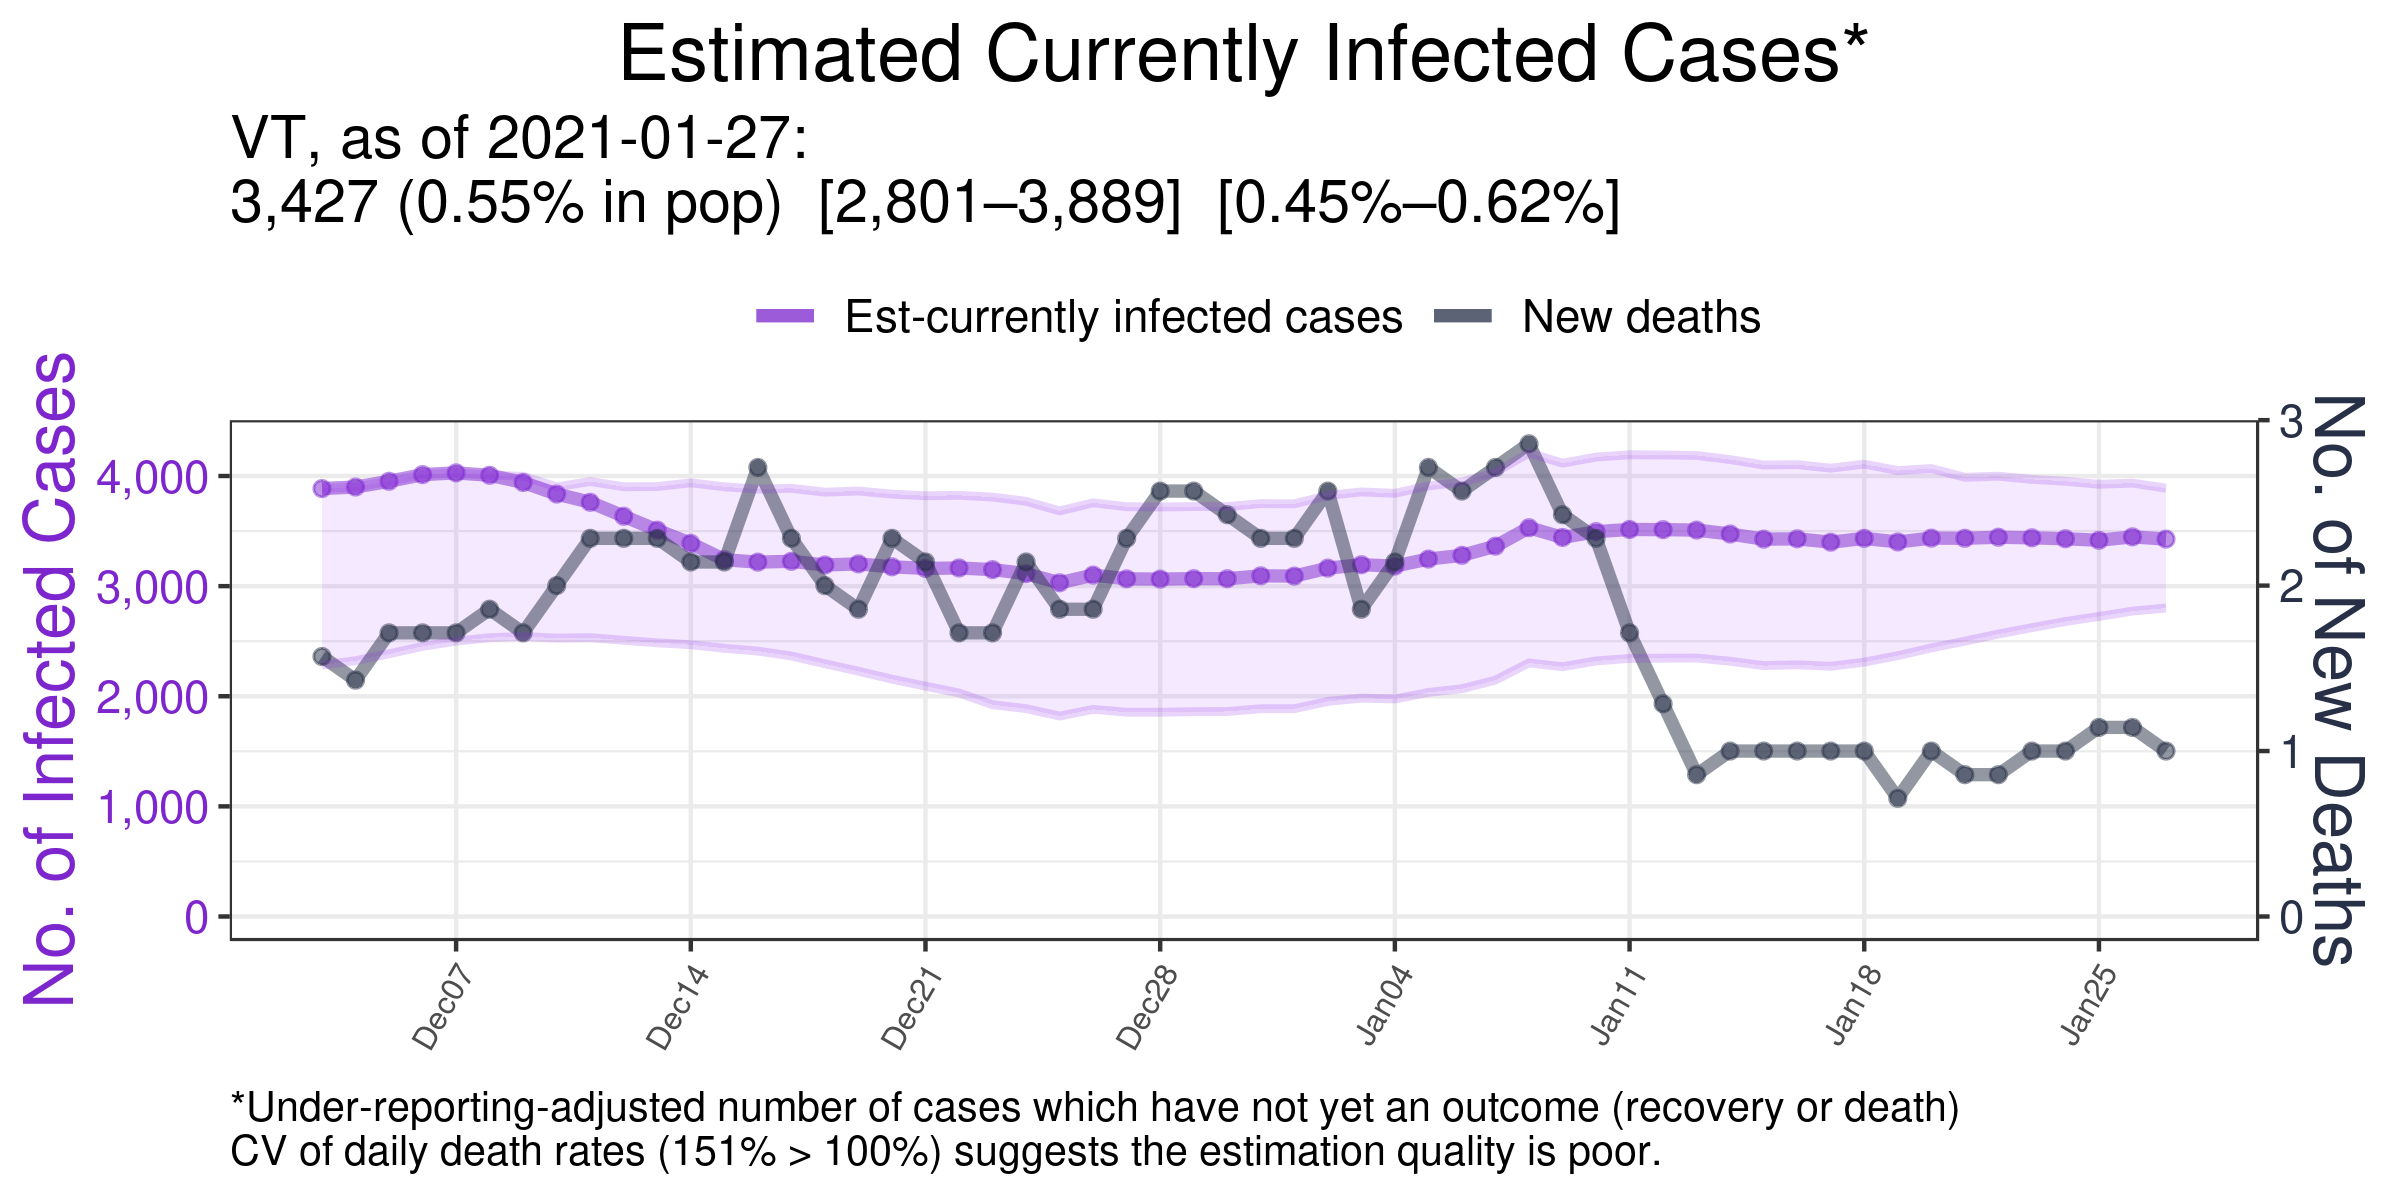 Estimated Currently Infected Cases*
VT, as of 2021-01-27:
3,427 (0.55% in pop)  [2,801–3,889]  [0.45%–0.62%]
Est-currently infected cases
New deaths
No. of Infected Cases
4,000
3,000
2,000
1,000
0
No. of New Deaths
3
2
1
0
Dec07
Dec14
Dec21
Dec28
Jan04
Jan11
Jan18
Jan25
*Under-reporting-adjusted number of cases which have not yet an outcome (recovery or death)
CV of daily death rates (151% > 100%) suggests the estimation quality is poor.